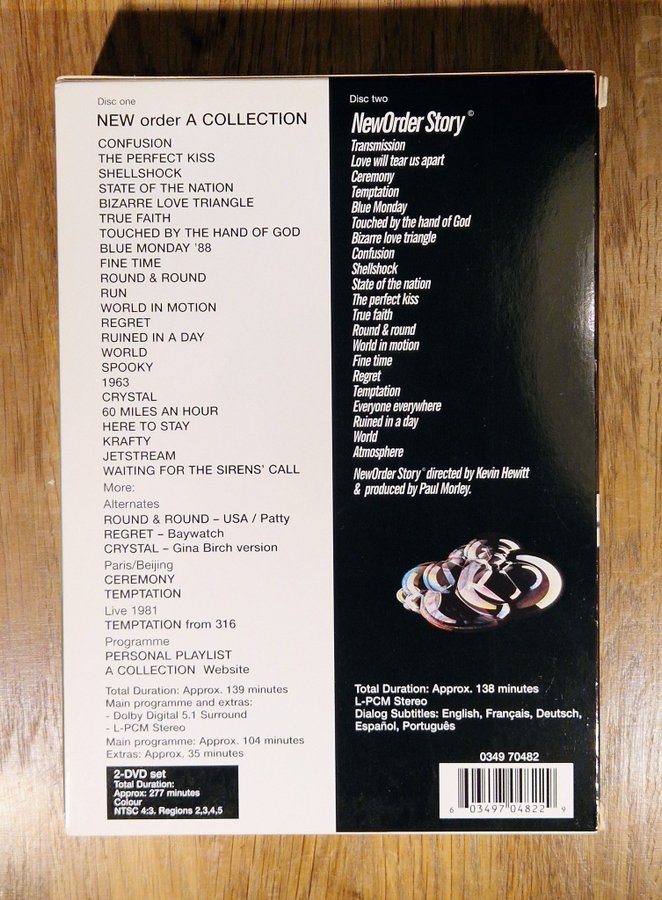 Disc one
NEW order A COLLECTION
CONFUSION
THE PERFECT KISS
SHELLSHOCK
STATE OF THE NATION
BIZARRE LOVE TRIANGLE
TRUE FAITH
TOUCHED BY THE HAND OF GOD
BLUE MONDAY '88
FINE TIME
ROUND & ROUND
RUN
WORLD IN MOTION
REGRET
RUINED IN A DAY
WORLD
SPOOKY
1963
CRYSTAL
60 MILES AN HOUR
HERE TO STAY
KRAFTY
JETSTREAM
WAITING FOR THE SIRENS' CALL
More:
Alternates
ROUND & ROUND – USA / Patty
REGRET – Baywatch
CRYSTAL – Gina Birch version
Paris/Beijing
CEREMONY
TEMPTATION
Live 1981
TEMPTATION from 316
Programme
PERSONAL PLAYLIST
A COLLECTION Website
Total Duration: Approx. 139 minutes
Main programme and extras:
- Dolby Digital 5.1 Surround
- L-PCM Stereo
Main programme: Approx. 104 minutes
Extras: Approx. 35 minutes
2-DVD set
Total Duration:
Approx: 277 minutes
Colour
NTSC 4:3. Regions 2,3,4,5
Disc two
NewOrder Story©
Transmission
Love will tear us apart
Ceremony
Temptation
Blue Monday
Touched by the hand of God
Bizarre love triangle
Confusion
Shellshock
State of the nation
The perfect kiss
True faith
Round & round
World in motion
Fine time
Regret
Temptation
Everyone everywhere
Ruined in a day
World
Atmosphere
NewOrder Story© directed by Kevin Hewitt
& produced by Paul Morley.
Total Duration: Approx. 138 minutes
L-PCM Stereo
Dialog Subtitles: English, Français, Deutsch,
Español, Português
0349 70482
6 03497 04822 9